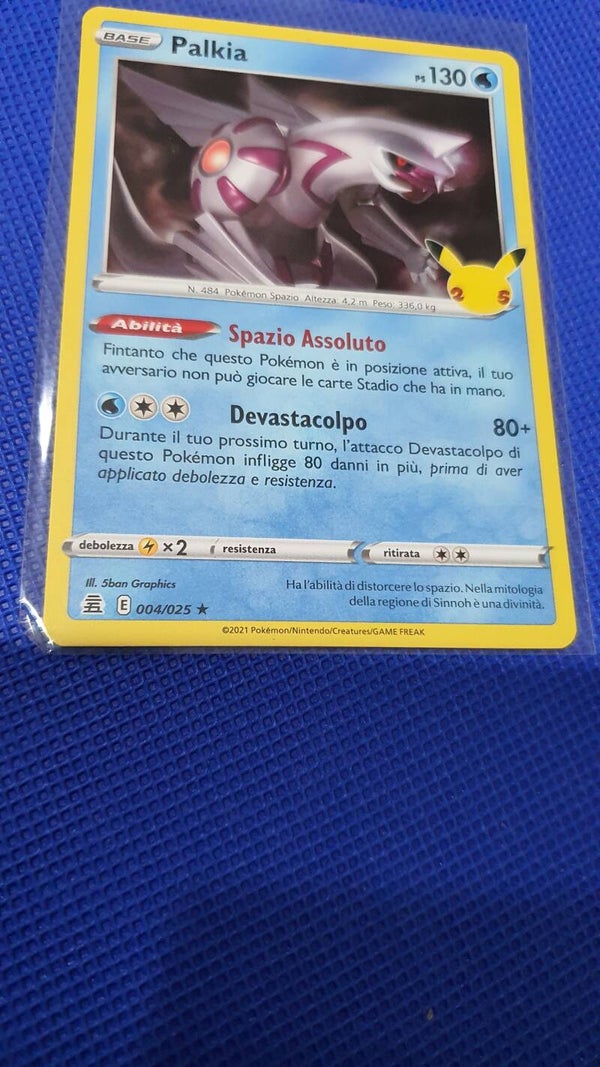 BASE Palkia PS 130
N. 484 Pokémon Spazio Altezza: 4,2 m. Peso: 336,0 kg
2 5
Abilità Spazio Assoluto
Fintanto che questo Pokémon è in posizione attiva, il tuo
avversario non può giocare le carte Stadio che ha in mano.
Devastacolpo 80+
Durante il tuo prossimo turno, l'attacco Devastacolpo di
questo Pokémon infligge 80 danni in più, prima di aver
applicato debolezza e resistenza.
debolezza ×2 resistenza ritirata
Ill. 5ban Graphics
E 004/025 ★
Ha l'abilità di distorcere lo spazio. Nella mitologia
della regione di Sinnoh è una divinità.
©2021 Pokémon/Nintendo/Creatures/GAME FREAK